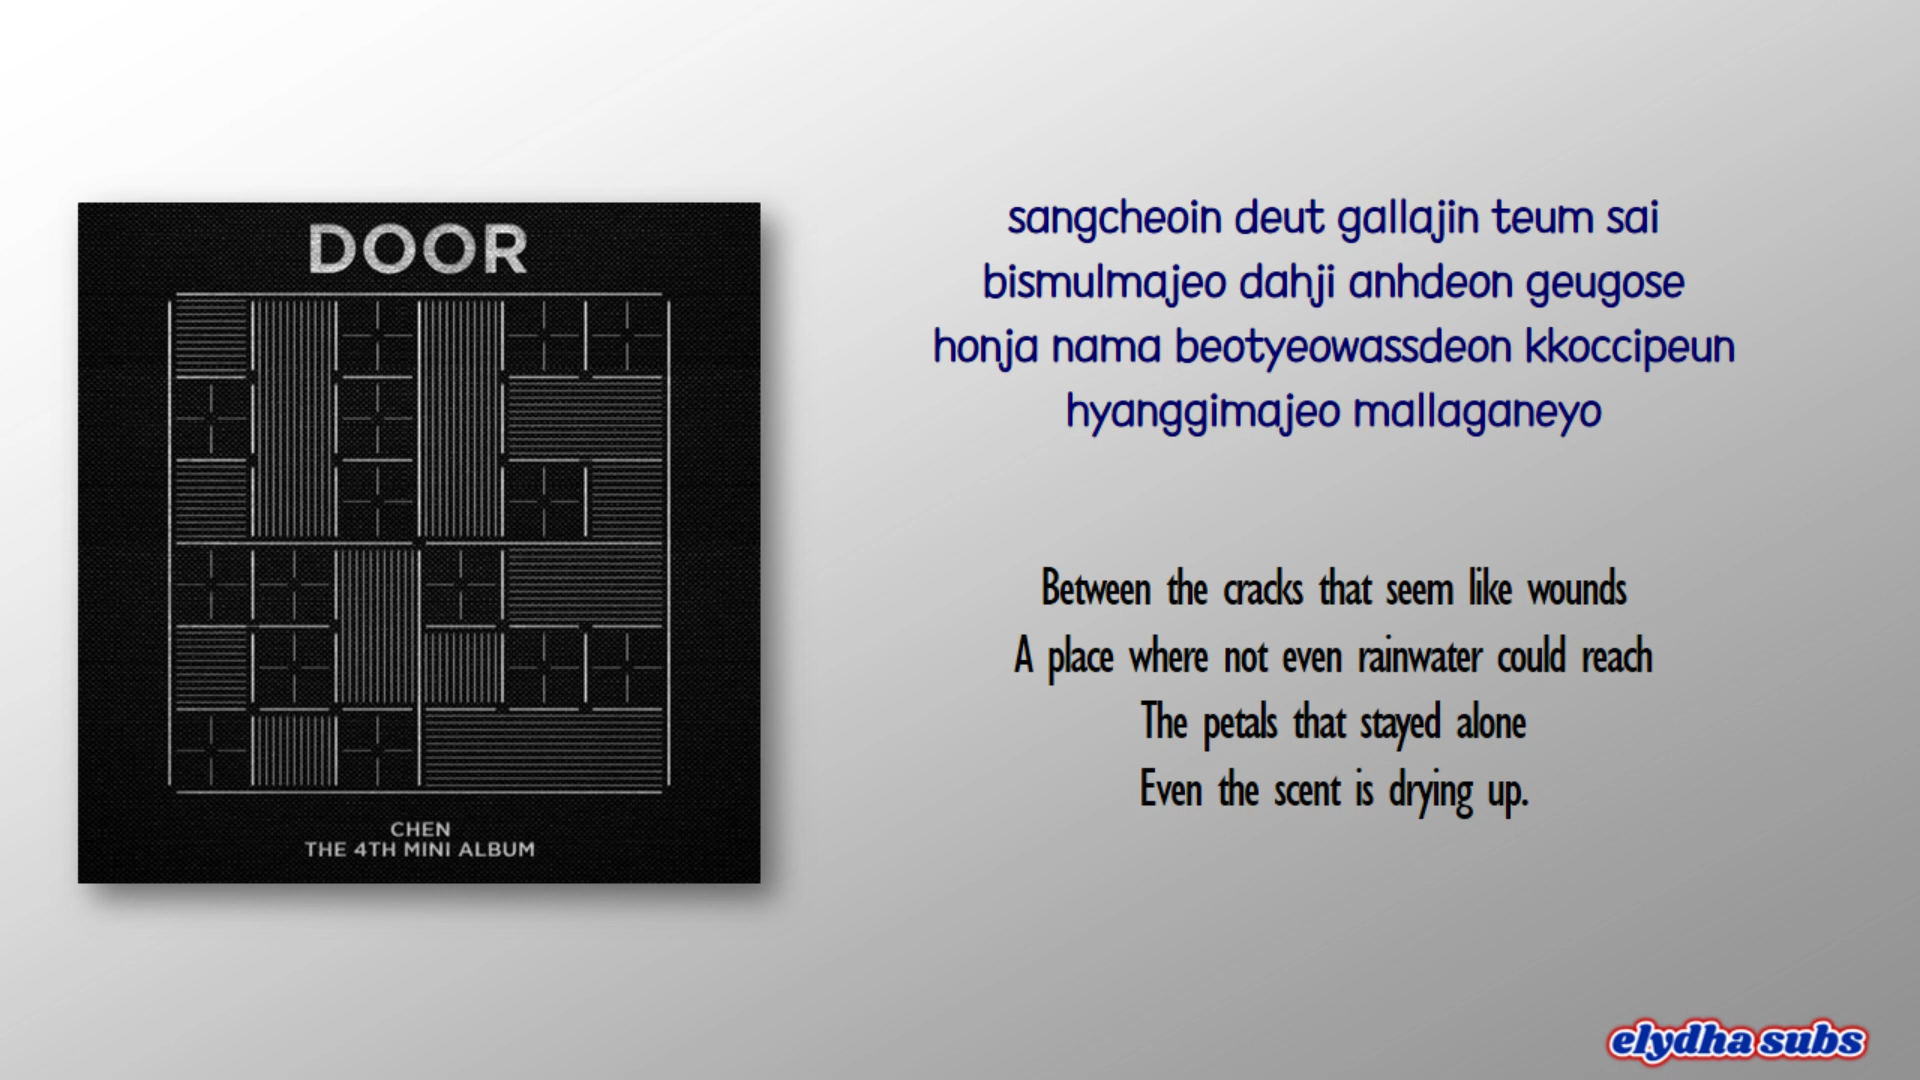 DOOR
CHEN
THE 4TH MINI ALBUM
sangcheoin deut gallajin teum sai
bismulmajeo dahji anhdeon geugose
honja nama beotyeowassdeon kkoccipeun
hyanggimajeo mallaganeyo
Between the cracks that seem like wounds
A place where not even rainwater could reach
The petals that stayed alone
Even the scent is drying up.
elydha subs